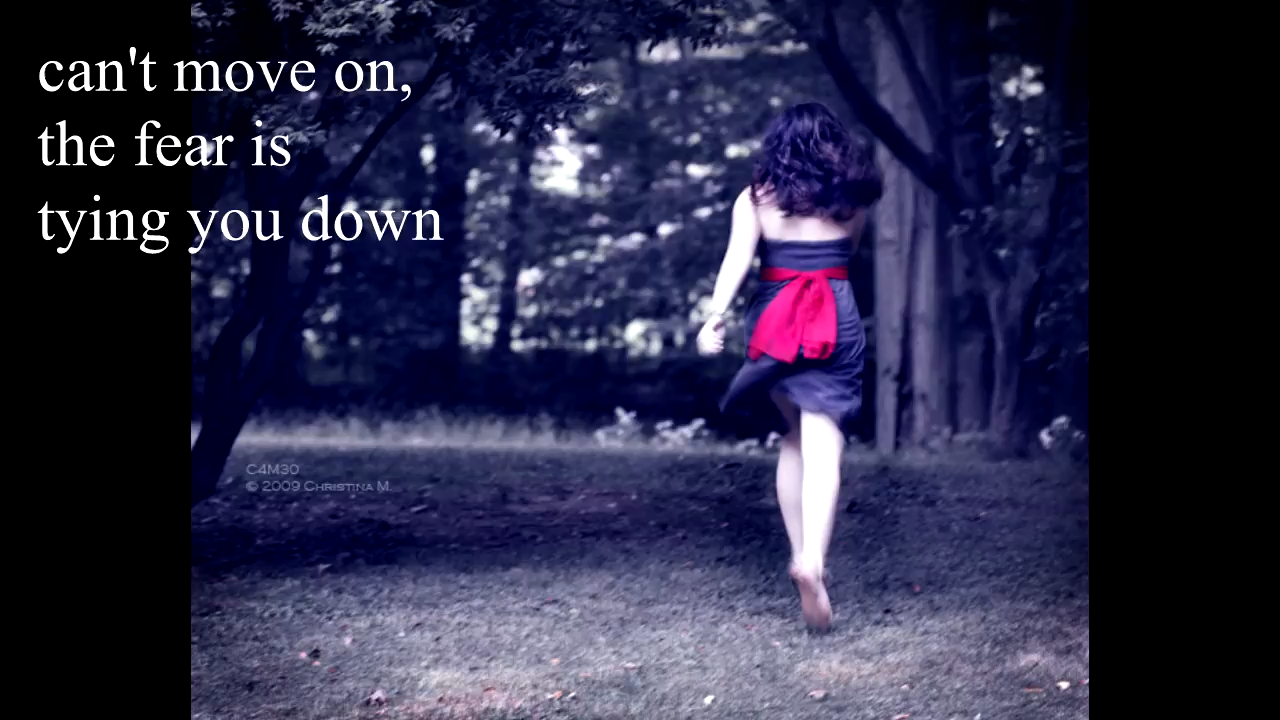 can't move on,
the fear is
tying you down
C4M30
© 2009 Christina M.